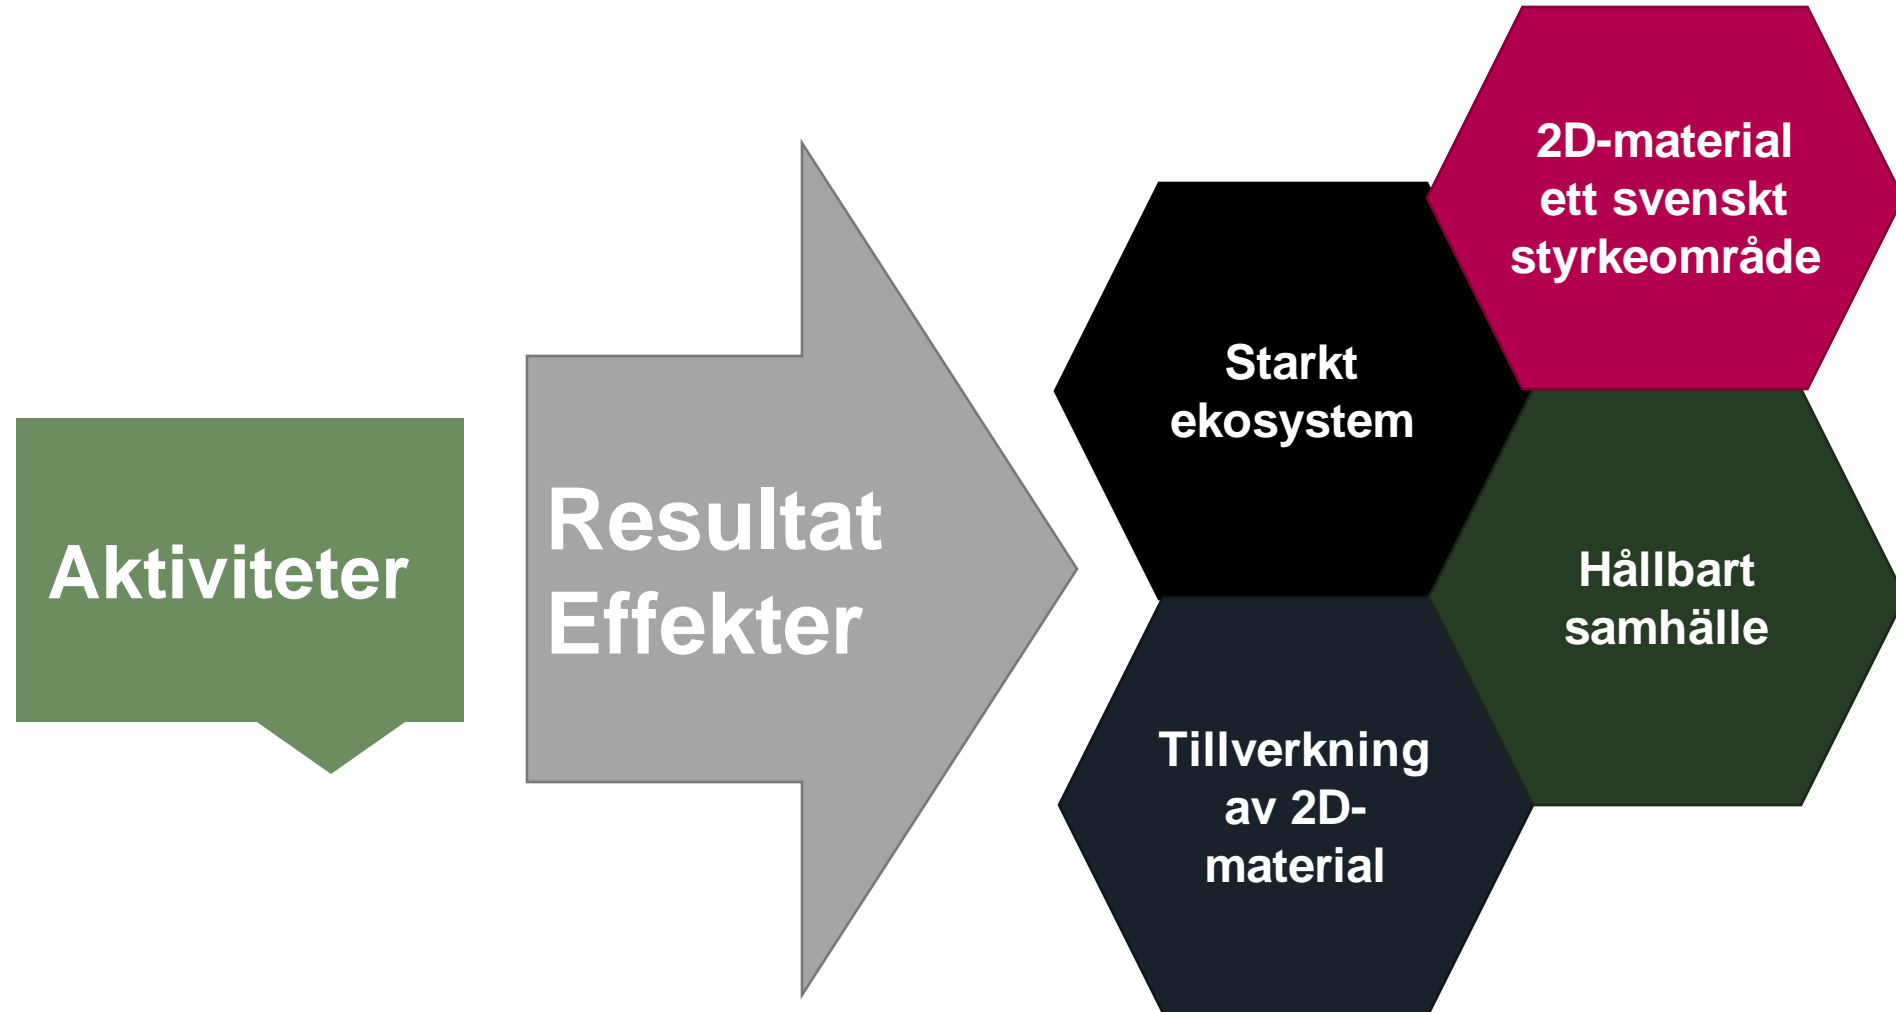 Aktiviteter
Resultat
Effekter
2D-material
ett svenskt
styrkeområde
Starkt
ekosystem
Hållbart
samhälle
Tillverkning
av 2D-
material